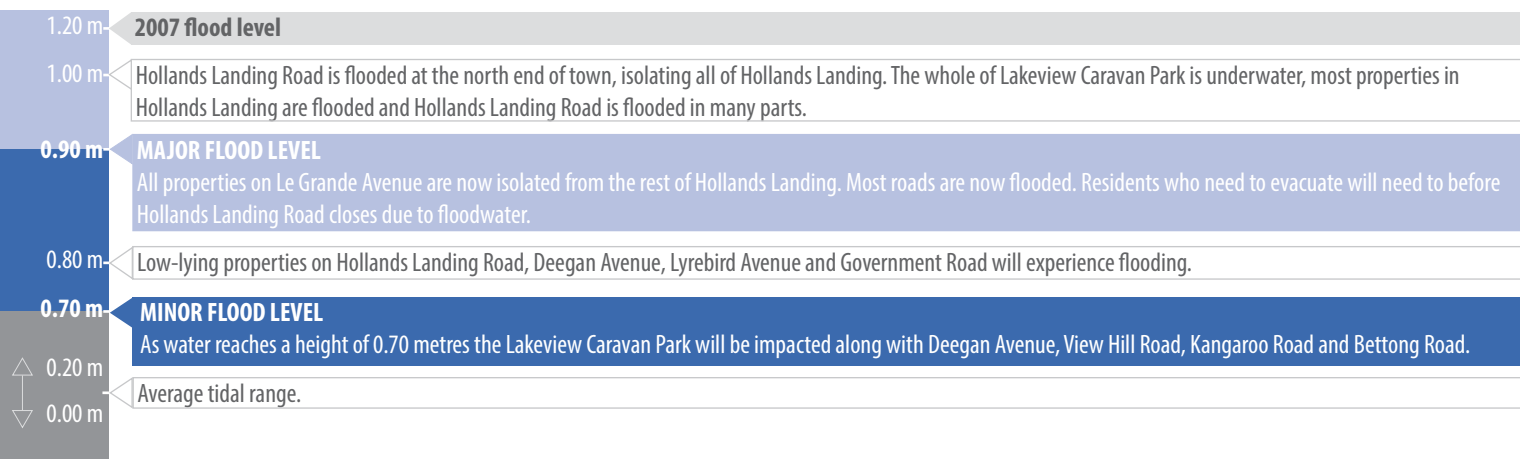 1.20 m
2007 flood level
1.00 m
Hollands Landing Road is flooded at the north end of town, isolating all of Hollands Landing. The whole of Lakeview Caravan Park is underwater, most properties in
Hollands Landing are flooded and Hollands Landing Road is flooded in many parts.
0.90 m
MAJOR FLOOD LEVEL
All properties on Le Grande Avenue are now isolated from the rest of Hollands Landing. Most roads are now flooded. Residents who need to evacuate will need to before
Hollands Landing Road closes due to floodwater.
0.80 m
Low-lying properties on Hollands Landing Road, Deegan Avenue, Lyrebird Avenue and Government Road will experience flooding.
0.70 m
MINOR FLOOD LEVEL
As water reaches a height of 0.70 metres the Lakeview Caravan Park will be impacted along with Deegan Avenue, View Hill Road, Kangaroo Road and Bettong Road.
0.20 m
Average tidal range.
0.00 m